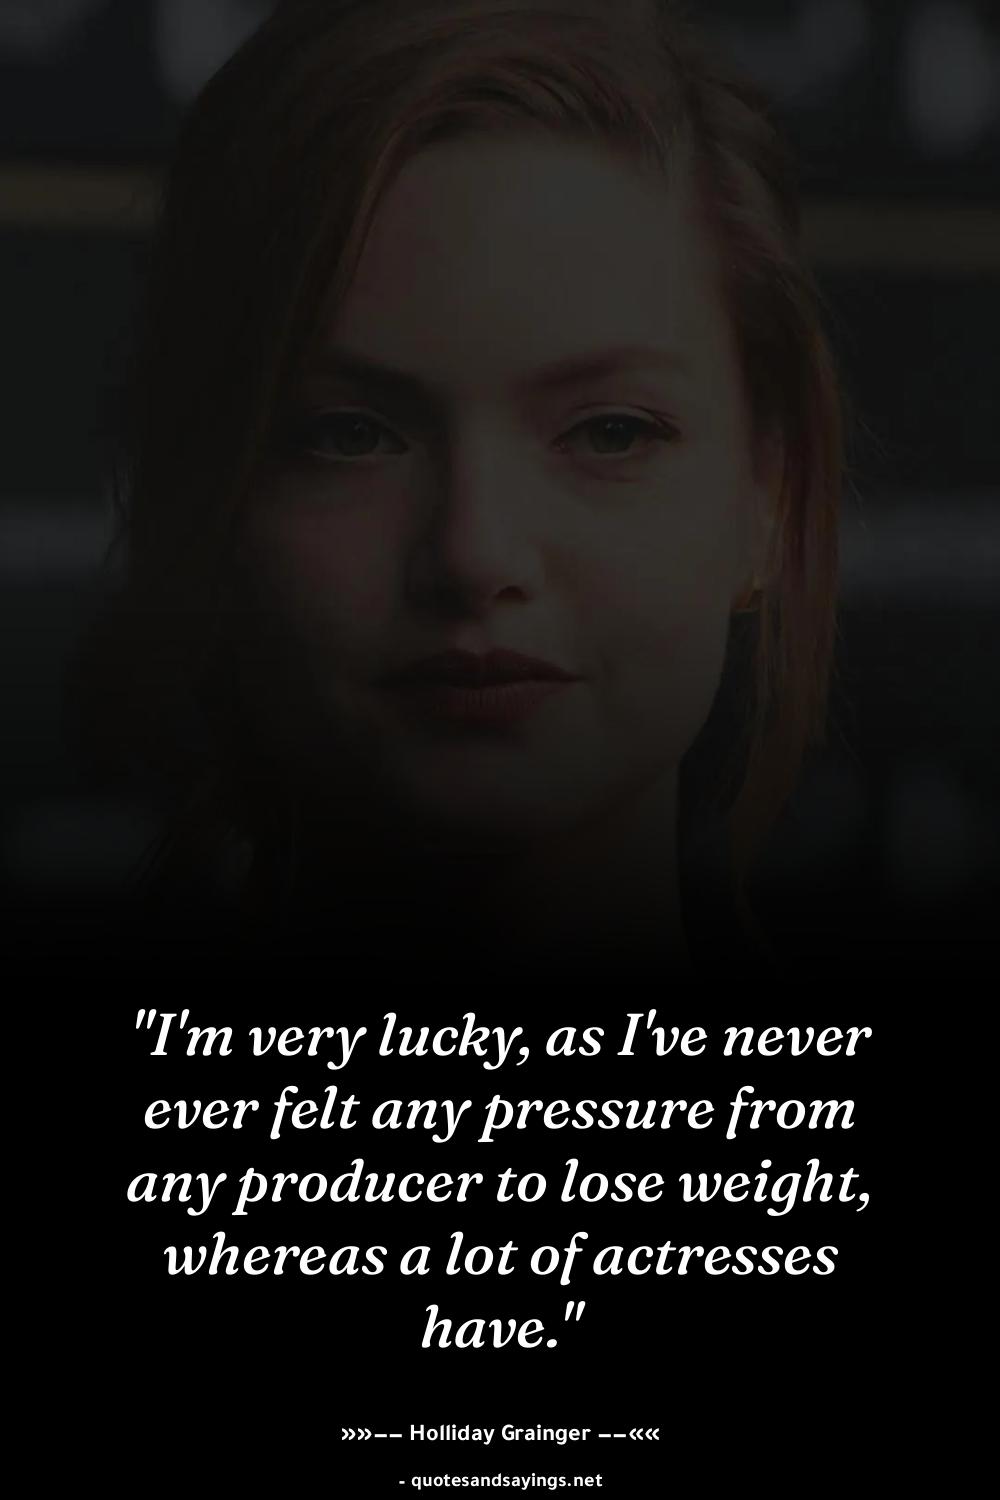 "I'm very lucky, as I've never
ever felt any pressure from
any producer to lose weight,
whereas a lot of actresses
have."
»»-- Holliday Grainger --««
- quotesandsayings.net